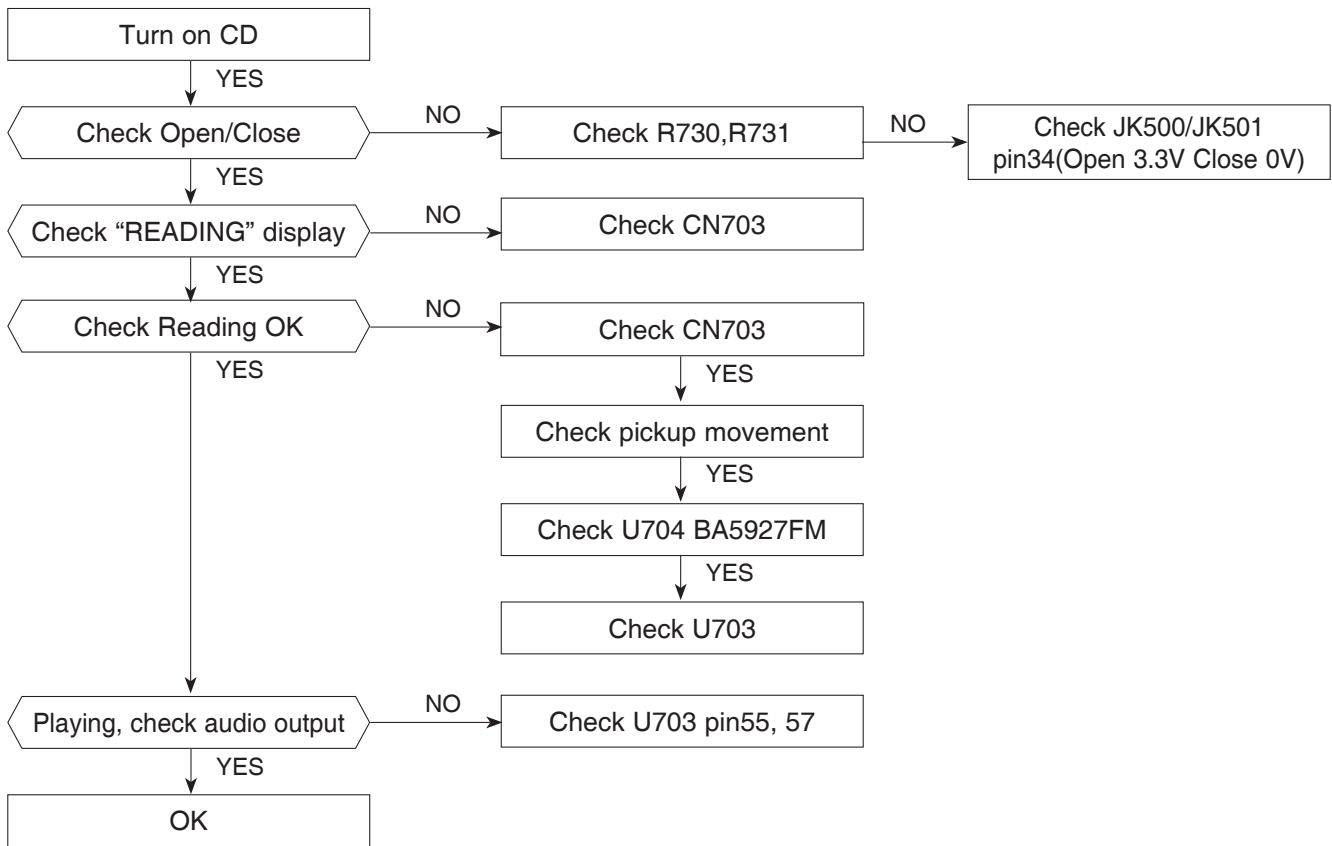 Turn on CD
YES
Check Open/Close
NO
Check R730,R731
NO
Check JK500/JK501
pin34(Open 3.3V Close 0V)
YES
Check “READING” display
NO
Check CN703
YES
Check Reading OK
NO
Check CN703
YES
YES
Check pickup movement
YES
Check U704 BA5927FM
YES
Check U703
Playing, check audio output
NO
Check U703 pin55, 57
YES
OK